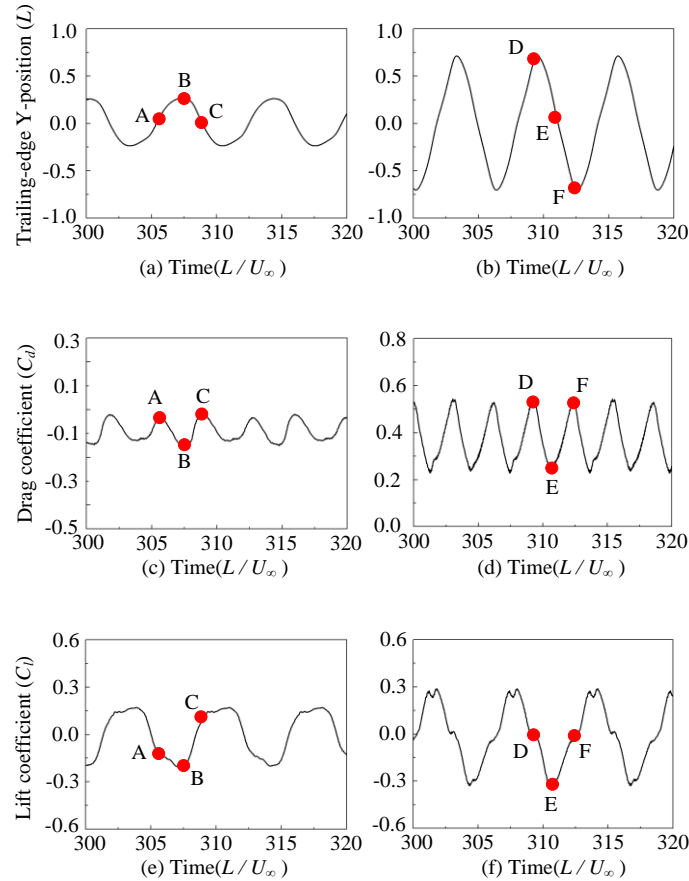 Trailing-edge Y-position (L)
1.0
0.5
0.0
-0.5
-1.0
A
B
C
300 305 310 315 320
(a) Time(L / U∞ )
1.0
0.5
0.0
-0.5
-1.0
D
E
F
300 305 310 315 320
(b) Time(L / U∞ )
Drag coefficient (Cd)
0.3
0.1
-0.1
-0.3
-0.5
A
B
C
300 305 310 315 320
(c) Time(L / U∞ )
0.8
0.6
0.4
0.2
0.0
D
F
E
300 305 310 315 320
(d) Time(L / U∞ )
Lift coefficient (Cl)
0.6
0.3
0.0
-0.3
-0.6
C
A
B
300 305 310 315 320
(e) Time(L / U∞ )
0.6
0.3
0.0
-0.3
-0.6
D
F
E
300 305 310 315 320
(f) Time(L / U∞ )